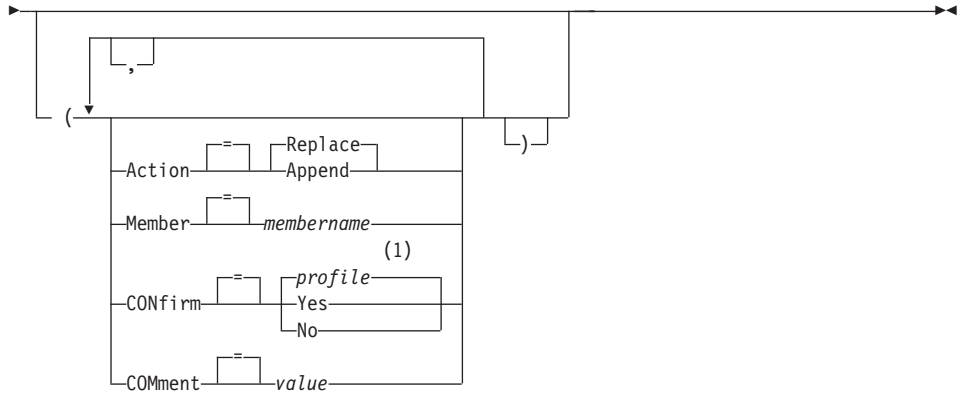 ,
(
)
= Replace
Action Append
=
Member membername
(1)
= profile
CONfirm Yes
No
=
COMment value